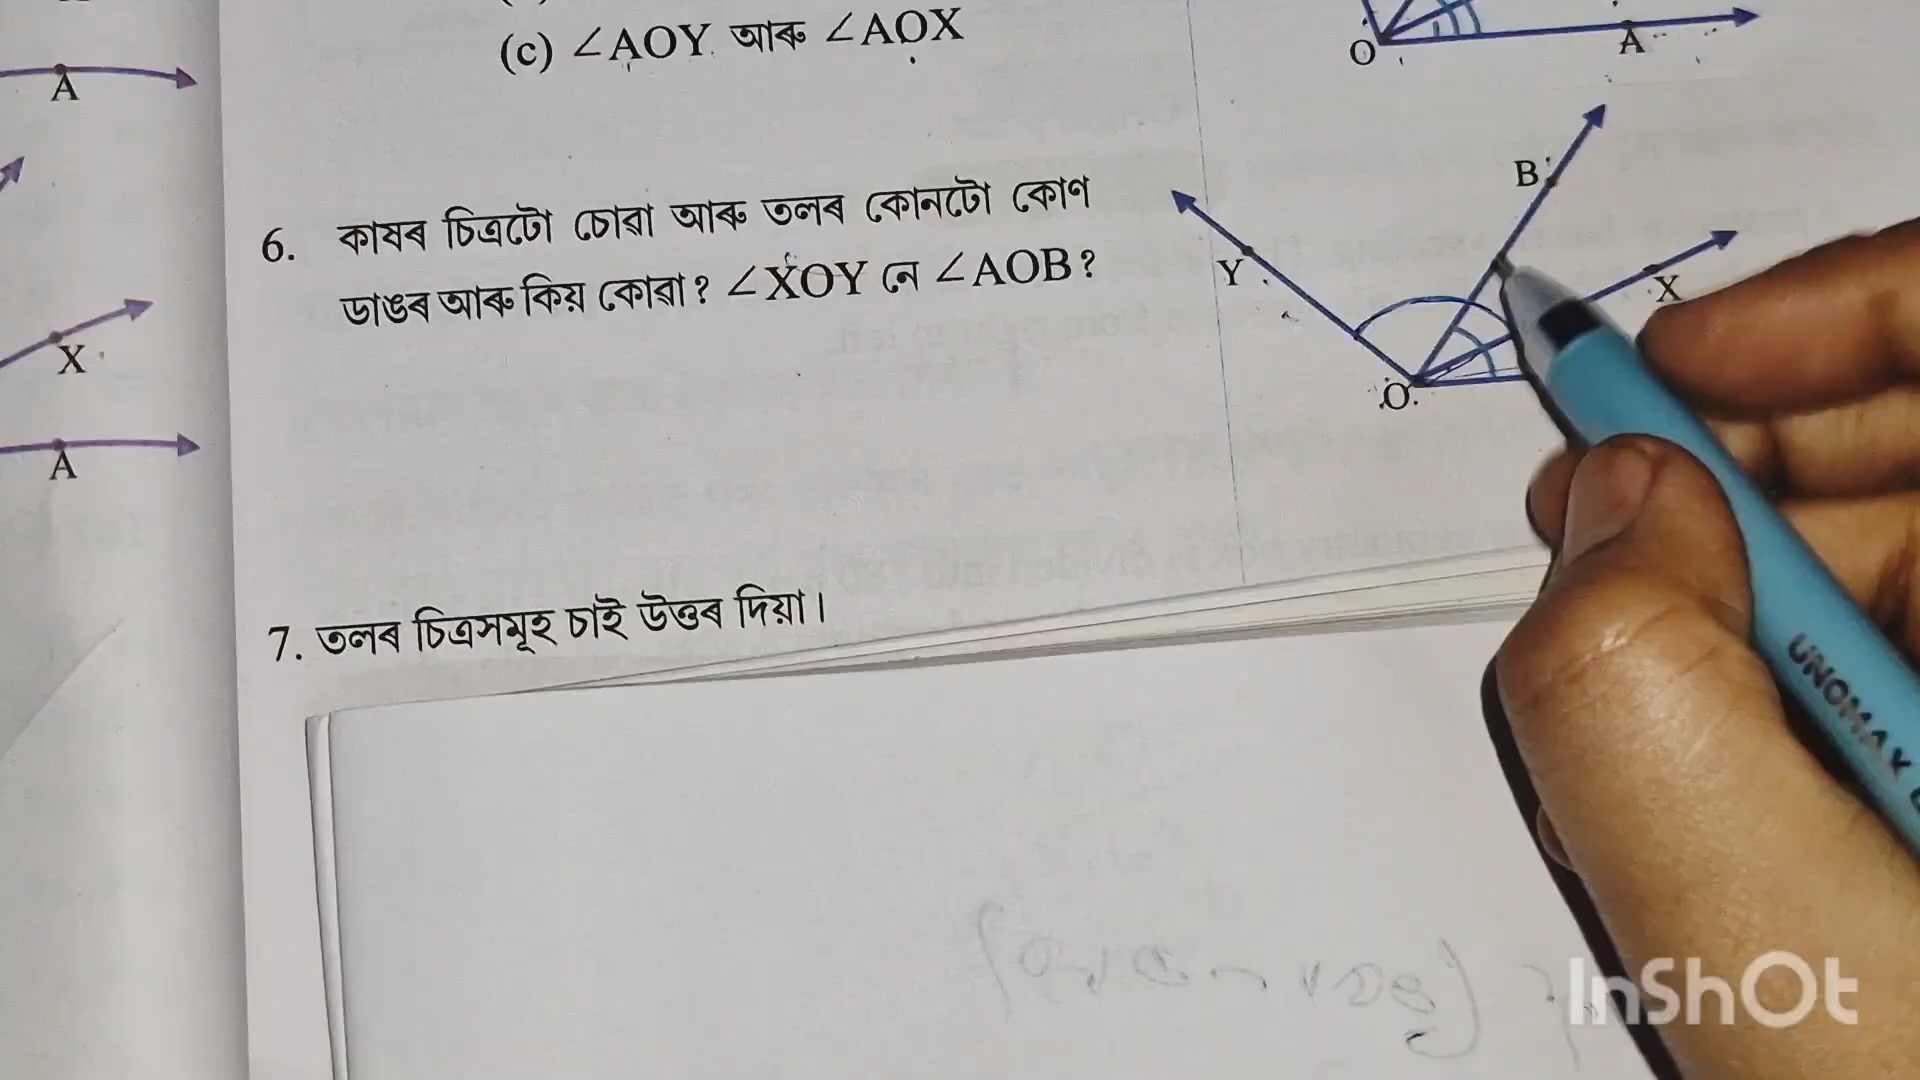 (c) ∠AOY আৰু ∠AOX
O
A
A
B
6. কাষৰ চিত্ৰটো চোৱা আৰু তলৰ কোনটো কোণ
ডাঙৰ আৰু কিয় কোৱা? ∠XOY নে ∠AOB?
Y
X
O
X
A
7. তলৰ চিত্ৰসমূহ চাই উত্তৰ দিয়া।
UNOMAX
InShOt